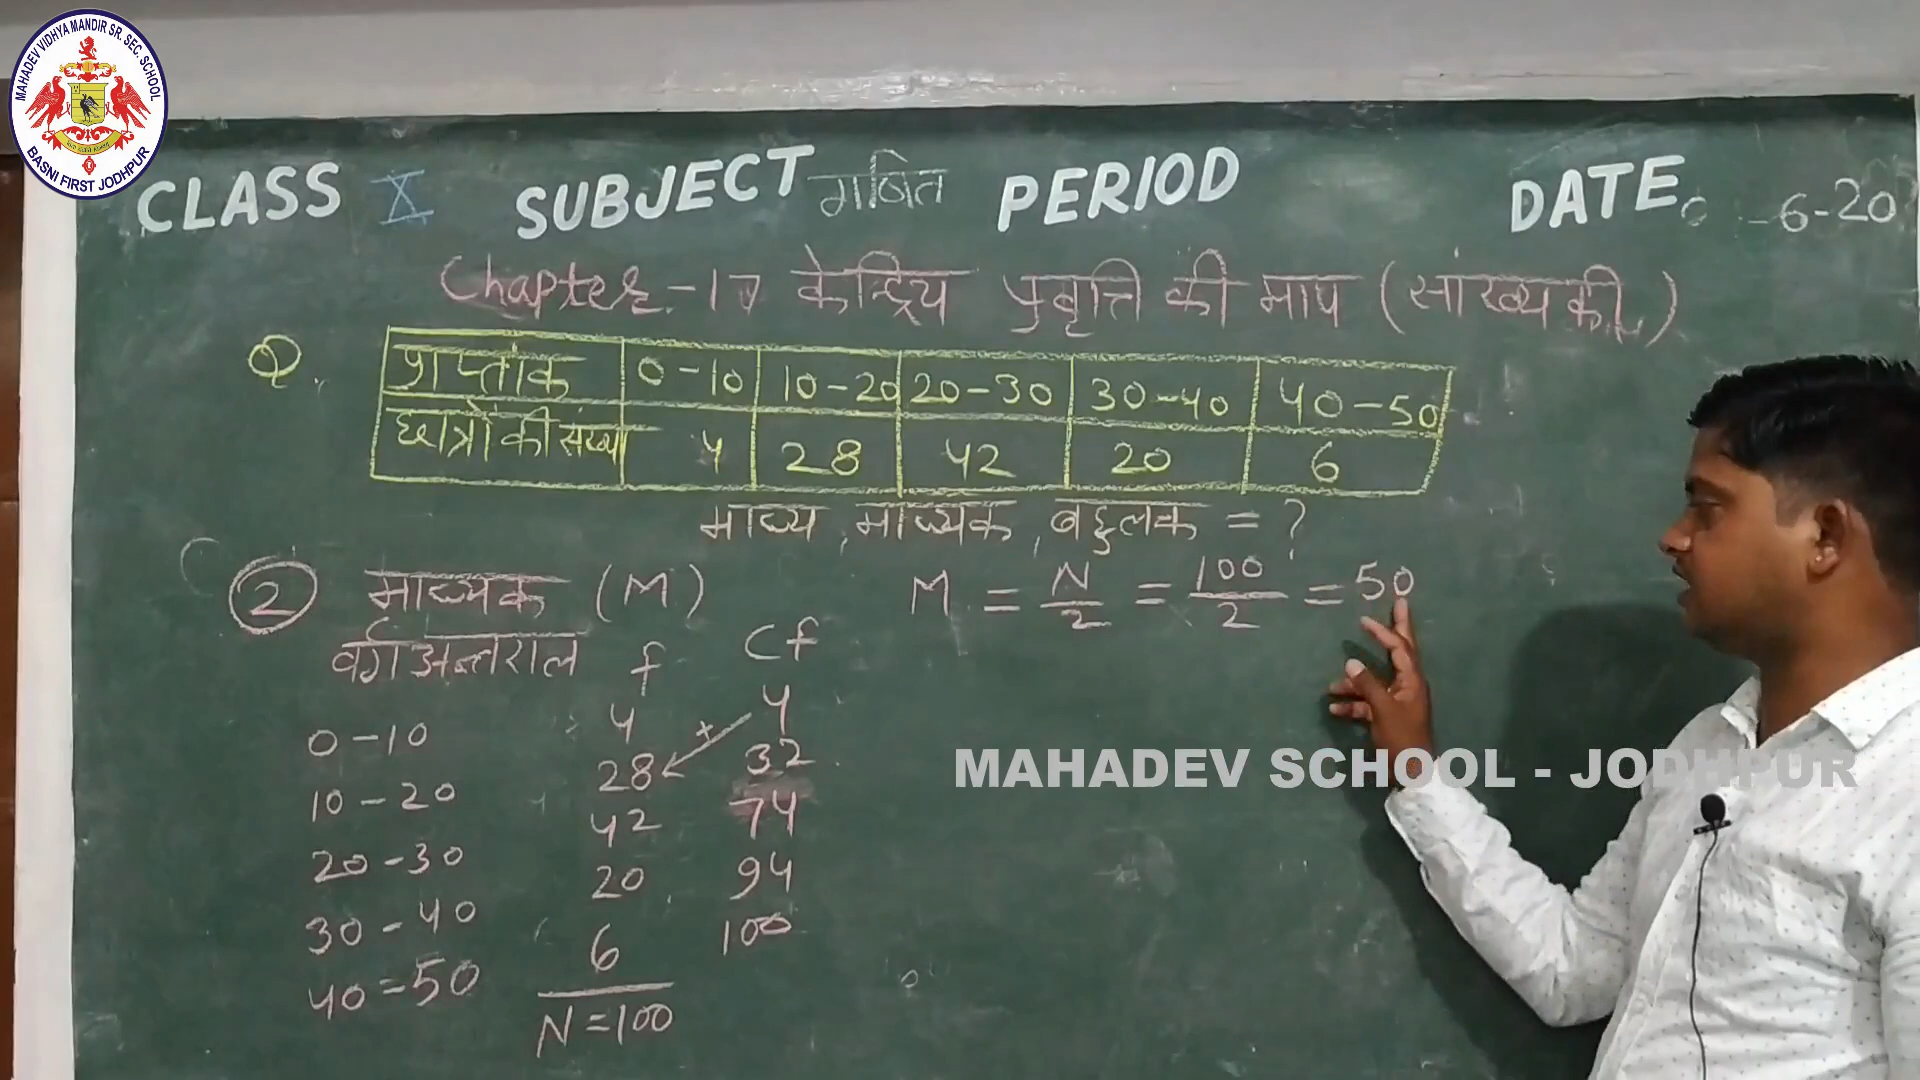 MAHADEV VIDHYA MANDIR SR. SEC. SCHOOL
BASNI FIRST JODHPUR
CLASS X SUBJECT गणित PERIOD DATE -6-20
Chapter-17 केन्द्रिय प्रवृत्ति की माप (सांख्यकी)
Q. प्राप्तांक 0-10 10-20 20-30 30-40 40-50
छात्रों की संख्या 4 28 42 20 6
माध्य, माध्यक, बहुलक = ?
2 माध्यक (M) M = N/2 = 100/2 = 50
वर्ग अन्तराल f Cf
0-10 4 4
10-20 28 + 32
20-30 42 74
30-40 20 94
40=50 6 100
N=100
MAHADEV SCHOOL - JODHPUR